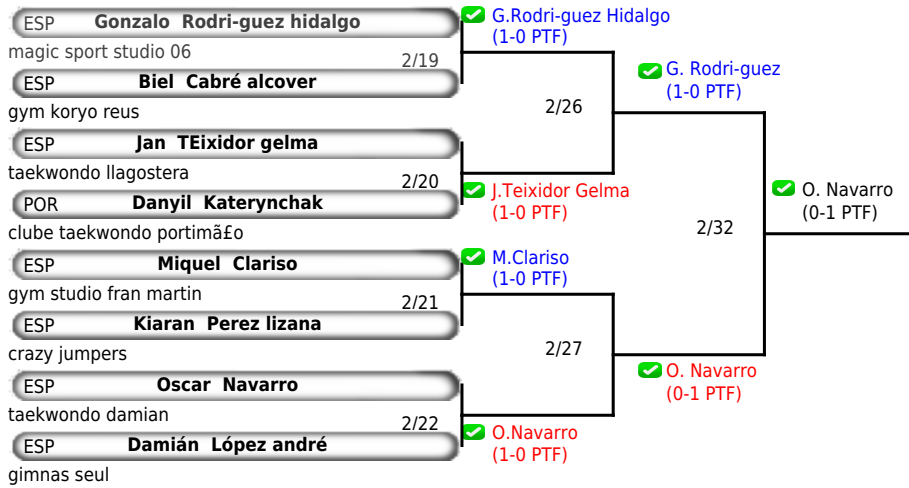 ESP Gonzalo Rodri-guez hidalgo
magic sport studio 06
2/19
ESP Biel Cabré alcover
gym koryo reus
ESP Jan TEixidor gelma
taekwondo llagostera
2/20
POR Danyil Katerynchak
clube taekwondo portimã£o
ESP Miquel Clariso
gym studio fran martin
2/21
ESP Kiaran Perez lizana
crazy jumpers
ESP Oscar Navarro
taekwondo damian
2/22
ESP Damián López andré
gimnas seul
G.Rodri-guez Hidalgo
(1-0 PTF)
2/26
J.Teixidor Gelma
(1-0 PTF)
M.Clariso
(1-0 PTF)
2/27
O.Navarro
(1-0 PTF)
G. Rodri-guez
(1-0 PTF)
2/32
O. Navarro
(0-1 PTF)
O. Navarro
(0-1 PTF)